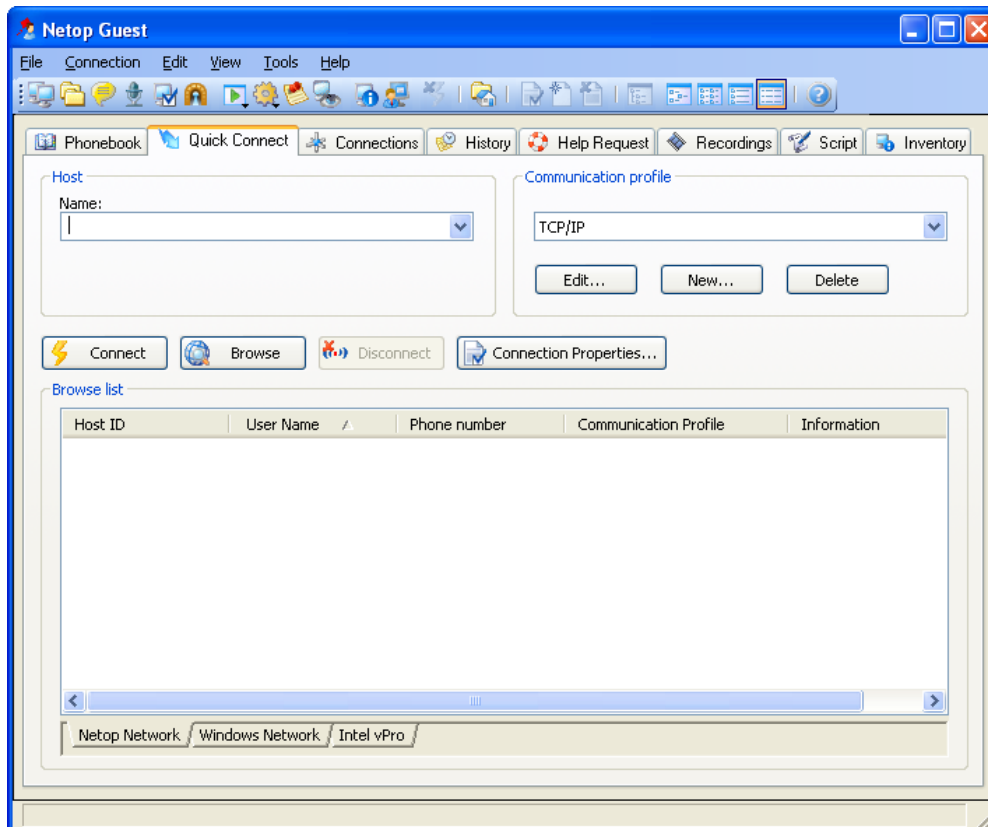 Netop Guest
File Connection Edit View Tools Help
Phonebook Quick Connect Connections History Help Request Recordings Script Inventory
Host
Name:
Communication profile
TCP/IP
Edit... New... Delete
Connect Browse Disconnect Connection Properties...
Browse list
Host ID User Name Phone number Communication Profile Information
Netop Network Windows Network Intel vPro